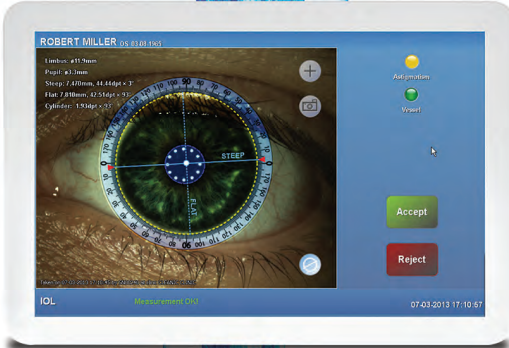 ROBERT MILLER OS 03-08-1965
Limbus: ø11.9mm
Pupil: ø3.3mm
Steep: 7.470mm, 44.44dpt × 3°
Flat: 7.810mm, 42.51dpt × 93°
Cylinder: 1.93dpt × 93°
Astigmation
Vessel
STEEP
FLAT
Accept
Reject
IOL
Measurement OK!
07-03-2013 17:10:57